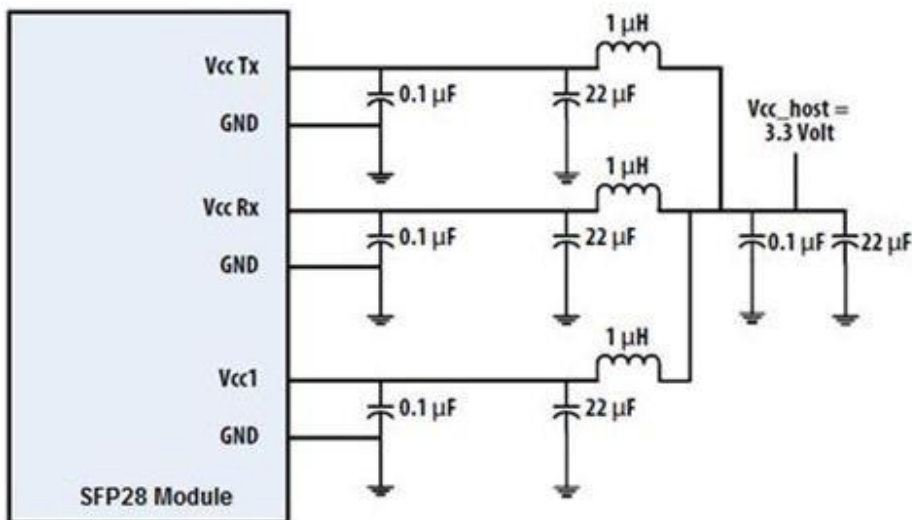 1 µH
Vcc Tx
0.1 µF
22 µF
GND
Vcc_host =
3.3 Volt
1 µH
Vcc Rx
0.1 µF
22 µF
0.1 µF
22 µF
GND
1 µH
Vcc1
0.1 µF
22 µF
GND
SFP28 Module